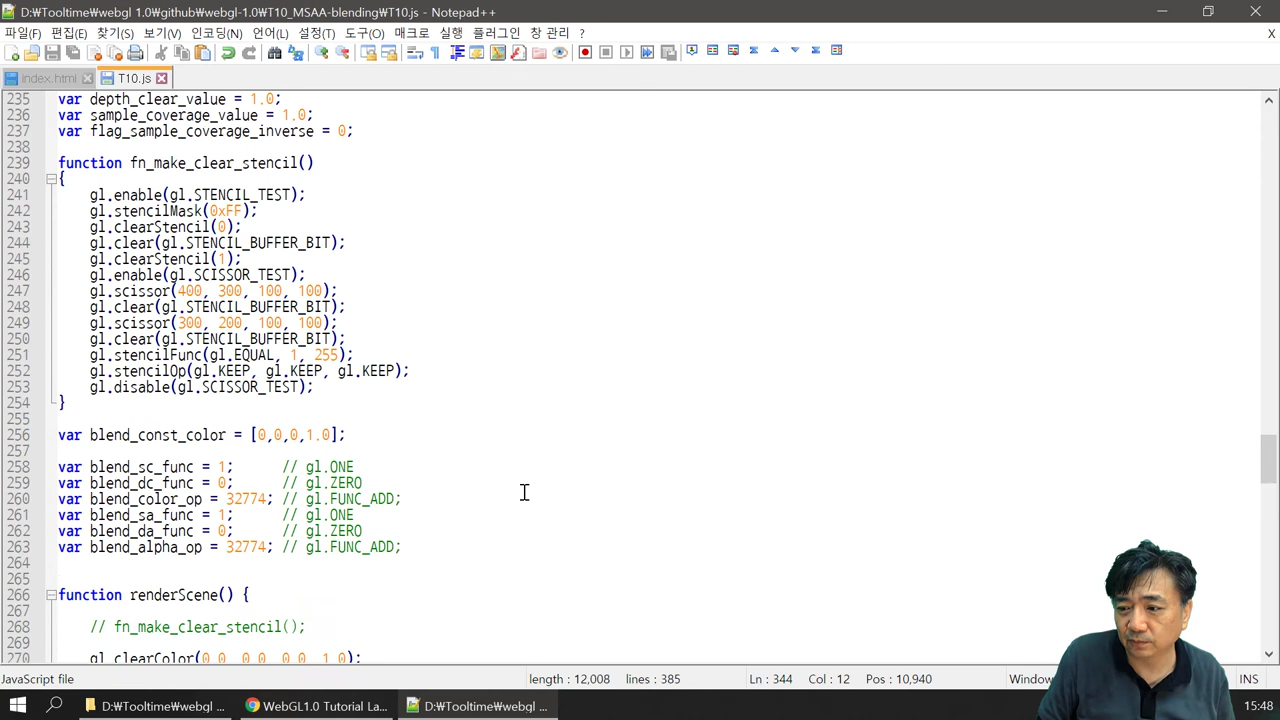 D:₩Tooltime₩webgl 1.0₩github₩webgl-1.0₩T10_MSAA-blending₩T10.js - Notepad++
파일(F) 편집(E) 찾기(S) 보기(V) 인코딩(N) 언어(L) 설정(T) 도구(O) 매크로 실행 플러그인 창 관리 ? X
index.html T10.js
235 var depth_clear_value = 1.0;
236 var sample_coverage_value = 1.0;
237 var flag_sample_coverage_inverse = 0;
238
239 function fn_make_clear_stencil()
240 {
241 gl.enable(gl.STENCIL_TEST);
242 gl.stencilMask(0xFF);
243 gl.clearStencil(0);
244 gl.clear(gl.STENCIL_BUFFER_BIT);
245 gl.clearStencil(1);
246 gl.enable(gl.SCISSOR_TEST);
247 gl.scissor(400, 300, 100, 100);
248 gl.clear(gl.STENCIL_BUFFER_BIT);
249 gl.scissor(300, 200, 100, 100);
250 gl.clear(gl.STENCIL_BUFFER_BIT);
251 gl.stencilFunc(gl.EQUAL, 1, 255);
252 gl.stencilOp(gl.KEEP, gl.KEEP, gl.KEEP);
253 gl.disable(gl.SCISSOR_TEST);
254 }
255
256 var blend_const_color = [0,0,0,1.0];
257
258 var blend_sc_func = 1; // gl.ONE
259 var blend_dc_func = 0; // gl.ZERO
260 var blend_color_op = 32774; // gl.FUNC_ADD;
261 var blend_sa_func = 1; // gl.ONE
262 var blend_da_func = 0; // gl.ZERO
263 var blend_alpha_op = 32774; // gl.FUNC_ADD;
264
265
266 function renderScene() {
267
268 // fn_make_clear_stencil();
269
270 gl.clearColor(0.0, 0.0, 0.0, 1.0);
JavaScript file length : 12,008 lines : 385 Ln : 344 Col : 12 Pos : 10,940 Window INS
D:₩Tooltime₩webgl ... WebGL1.0 Tutorial La... D:₩Tooltime₩webgl ... 15:48